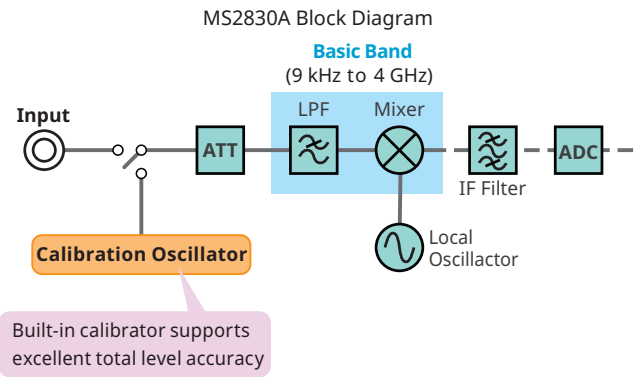 MS2830A Block Diagram
Basic Band
(9 kHz to 4 GHz)
Input
LPF
Mixer
ATT
ADC
IF Filter
Local
Oscillactor
Calibration Oscillator
Built-in calibrator supports
excellent total level accuracy